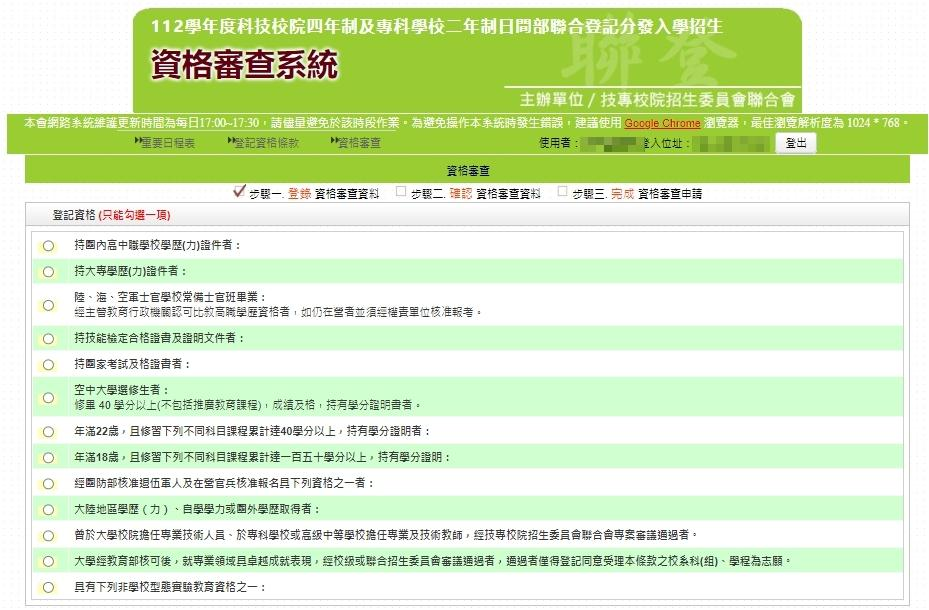 112學年度科技校院四年制及專科學校二年制日間部聯合登記分發入學招生
資格審查系統
聯登
主辦單位 / 技專校院招生委員會聯合會
本會網路系統維護更新時間為每日17:00~17:30，請儘量避免於該時段作業。為避免操作本系統時發生錯誤，建議使用 Google Chrome 瀏覽器，最佳瀏覽解析度為 1024 * 768。
重要日程表 登記資格條款 資格審查 使用者： 登入位址： 登出
資格審查
步驟一. 登錄 資格審查資料 步驟二. 確認 資格審查資料 步驟三. 完成 資格審查申請
登記資格 (只能勾選一項)
持國內高中職學校學歷(力)證件者：
持大專學歷(力)證件者：
陸、海、空軍士官學校常備士官班畢業：
經主管教育行政機關認可比敘高職學歷資格者，如仍在營者並須經權責單位核准報考。
持技能檢定合格證書及證明文件者：
持國家考試及格證書者：
空中大學選修生者：
修畢 40 學分以上(不包括推廣教育課程)，成績及格，持有學分證明書者。
年滿22歲，且修習下列不同科目課程累計達40學分以上，持有學分證明者：
年滿18歲，且修習下列不同科目課程累計達一百五十學分以上，持有學分證明：
經國防部核准退伍軍人及在營官兵核准報名具下列資格之一者：
大陸地區學歷（力）、自學學力或國外學歷取得者：
曾於大學校院擔任專業技術人員、於專科學校或高級中等學校擔任專業及技術教師，經技專校院招生委員會聯合會專案審議通過者。
大學經教育部核可後，就專業領域具卓越成就表現，經校級或聯合招生委員會審議通過者，通過者僅得登記同意受理本條款之校系科(組)、學程為志願。
具有下列非學校型態實驗教育資格之一：